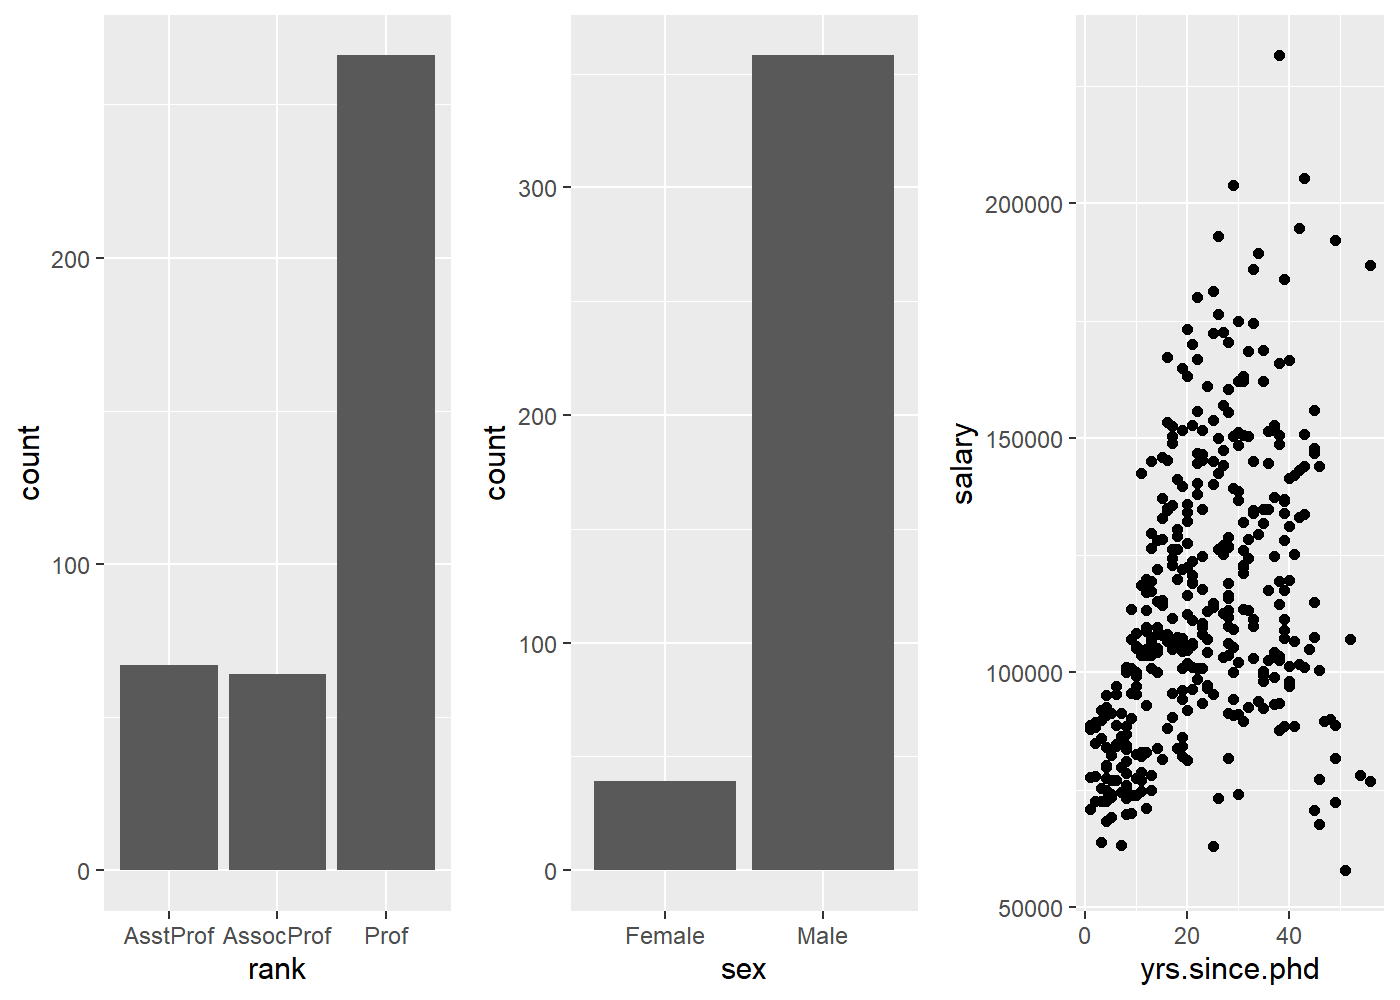 count
200
100
0
AsstProf AssocProf Prof
rank
count
300
200
100
0
Female Male
sex
salary
200000
150000
100000
50000
0 20 40
yrs.since.phd